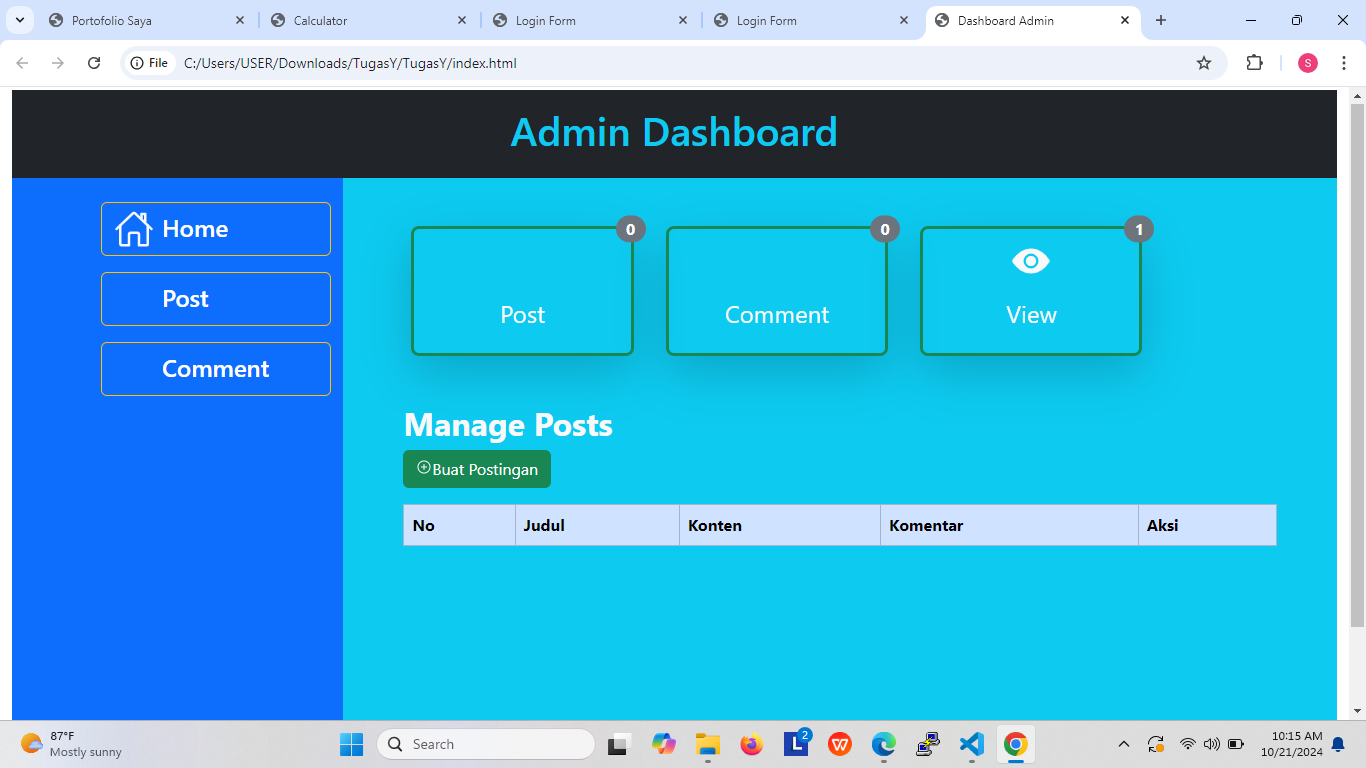 Portofolio Saya
Calculator
Login Form
Login Form
Dashboard Admin
File
C:/Users/USER/Downloads/TugasY/TugasY/index.html
S
Admin Dashboard
Home
Post
Comment
0
Post
0
Comment
1
View
Manage Posts
Buat Postingan
No Judul Konten Komentar Aksi
87°F
Mostly sunny
Search
L
2
W
10:15 AM
10/21/2024